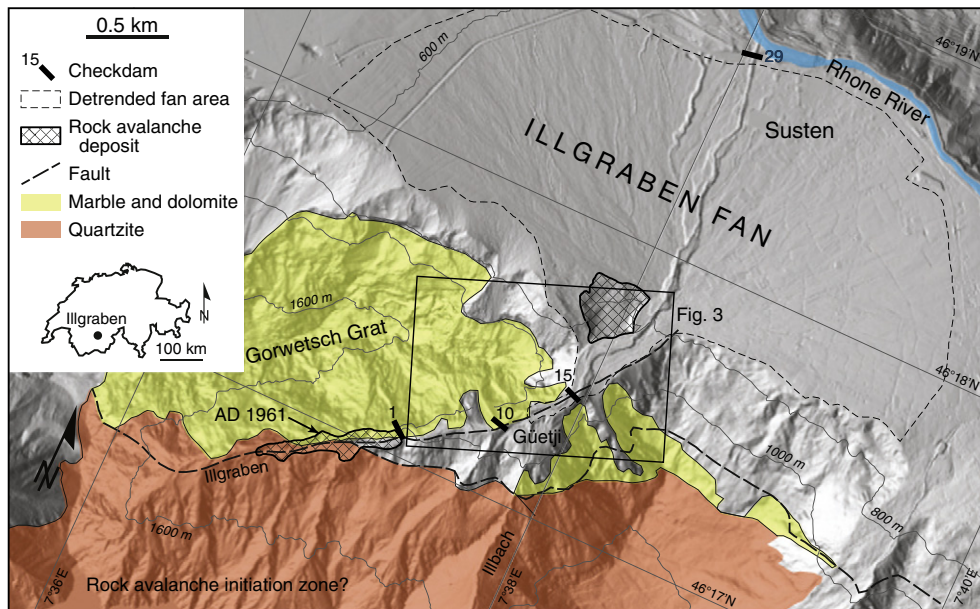 0.5 km
15
Checkdam
Detrended fan area
Rock avalanche
deposit
Fault
Marble and dolomite
Quartzite
Illgraben
N
100 km
600 m
29
46°19'N
Rhone River
Susten
ILLGRABEN FAN
1600 m
Fig. 3
Gorwetsch Grat
46°18'N
15
AD 1961
1
10
Güetji
Illgraben
1000 m
N
1600 m
Illbach
800 m
Rock avalanche initiation zone?
7°36'E
7°38'E
46°17'N
7°40'E